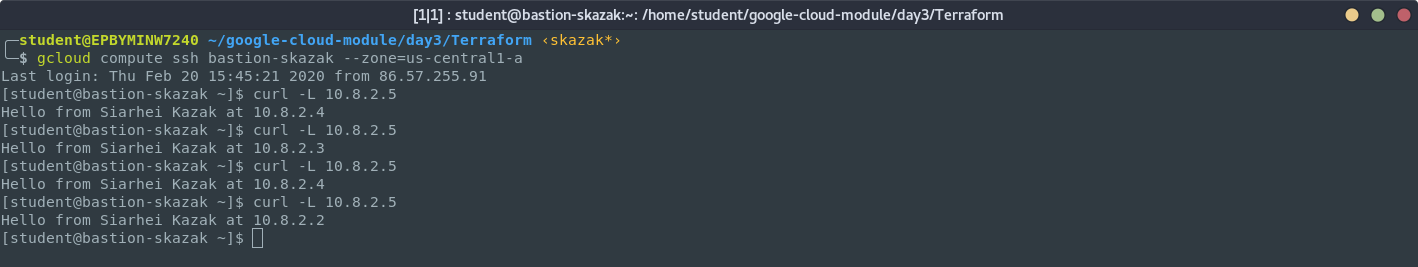 [1|1] : student@bastion-skazak:~: /home/student/google-cloud-module/day3/Terraform
╭─student@EPBYMINW7240 ~/google-cloud-module/day3/Terraform ‹skazak*›
╰─$ gcloud compute ssh bastion-skazak --zone=us-central1-a
Last login: Thu Feb 20 15:45:21 2020 from 86.57.255.91
[student@bastion-skazak ~]$ curl -L 10.8.2.5
Hello from Siarhei Kazak at 10.8.2.4
[student@bastion-skazak ~]$ curl -L 10.8.2.5
Hello from Siarhei Kazak at 10.8.2.3
[student@bastion-skazak ~]$ curl -L 10.8.2.5
Hello from Siarhei Kazak at 10.8.2.4
[student@bastion-skazak ~]$ curl -L 10.8.2.5
Hello from Siarhei Kazak at 10.8.2.2
[student@bastion-skazak ~]$